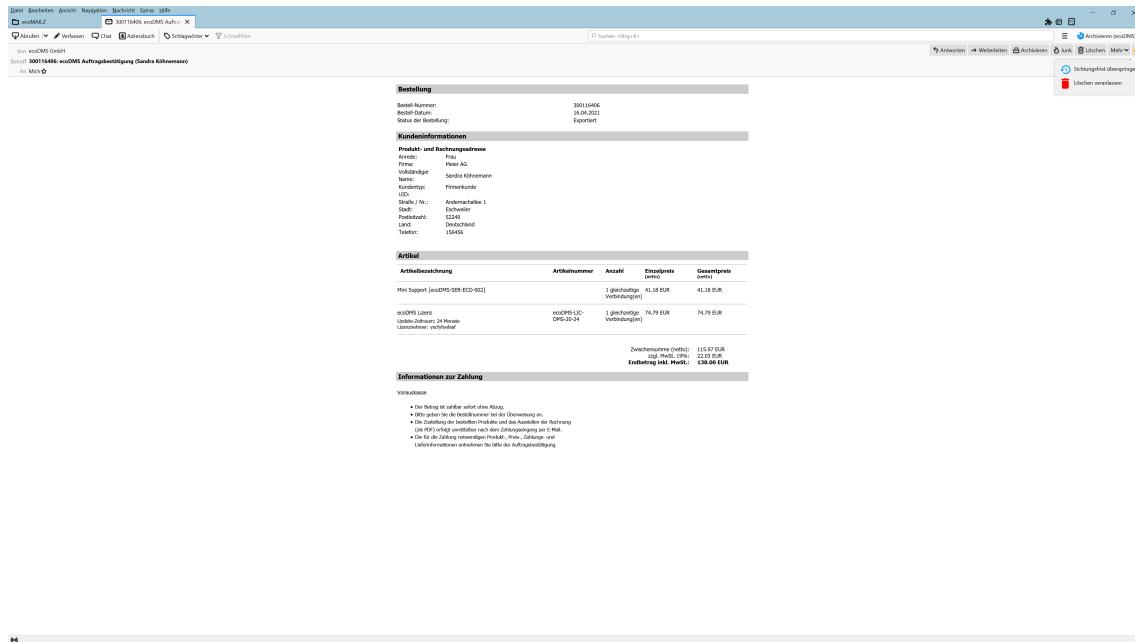 Datei Bearbeiten Ansicht Navigation Nachricht Extras Hilfe
ecoMAILZ
300116406: ecoDMS Auftrag
Abrufen Verfassen Chat Adressbuch Schlagwörter Schnellfilter
Suchen <Strg+K>
Archivieren (ecoDMS)
Von ecoDMS GmbH
Antworten Weiterleiten Archivieren Junk Löschen Mehr
Betreff 300116406: ecoDMS Auftragsbestätigung (Sandra Köhnemann)
An Mich
Sichtungsfrist überspringe
Löschen veranlassen
Bestellung
Bestell-Nummer: 300116406
Bestell-Datum: 16.04.2021
Status der Bestellung: Exportiert
Kundeninformationen
Produkt- und Rechnungsadresse
Anrede: Frau
Firma: Meier AG
Vollständiger
Name: Sandra Köhnemann
Kundentyp: Firmenkunde
UID:
Straße / Nr.: Andernachallee 1
Stadt: Eschweiler
Postleitzahl: 52249
Land: Deutschland
Telefon: 156456
Artikel
Artikelbezeichnung Artikelnummer Anzahl Einzelpreis Gesamtpreis
(netto) (netto)
Mini Support [ecoDMS-SER-ECO-002] 1 gleichzeitige 41.18 EUR 41.18 EUR
Verbindung(en)
ecoDMS Lizenz ecoDMS-LIC- 1 gleichzeitige 74.79 EUR 74.79 EUR
Update-Zeitraum: 24 Monate DMS-20-24 Verbindung(en)
Lizenznehmer:
Zwischensumme (netto): 115.97 EUR
zzgl. MwSt. 19%: 22.03 EUR
Endbetrag inkl. MwSt.: 138.00 EUR
Informationen zur Zahlung
Vorauskasse
• Der Betrag ist zahlbar sofort ohne Abzug.
• Bitte geben Sie die Bestellnummer bei der Überweisung an.
• Die Zustellung der bestellten Produkte und das Ausstellen der Rechnung
(als PDF) erfolgt unmittelbar nach dem Zahlungseingang per E-Mail.
• Die für die Zahlung notwendigen Produkt-, Preis-, Zahlungs- und
Lieferinformationen entnehmen Sie bitte der Auftragsbestätigung.